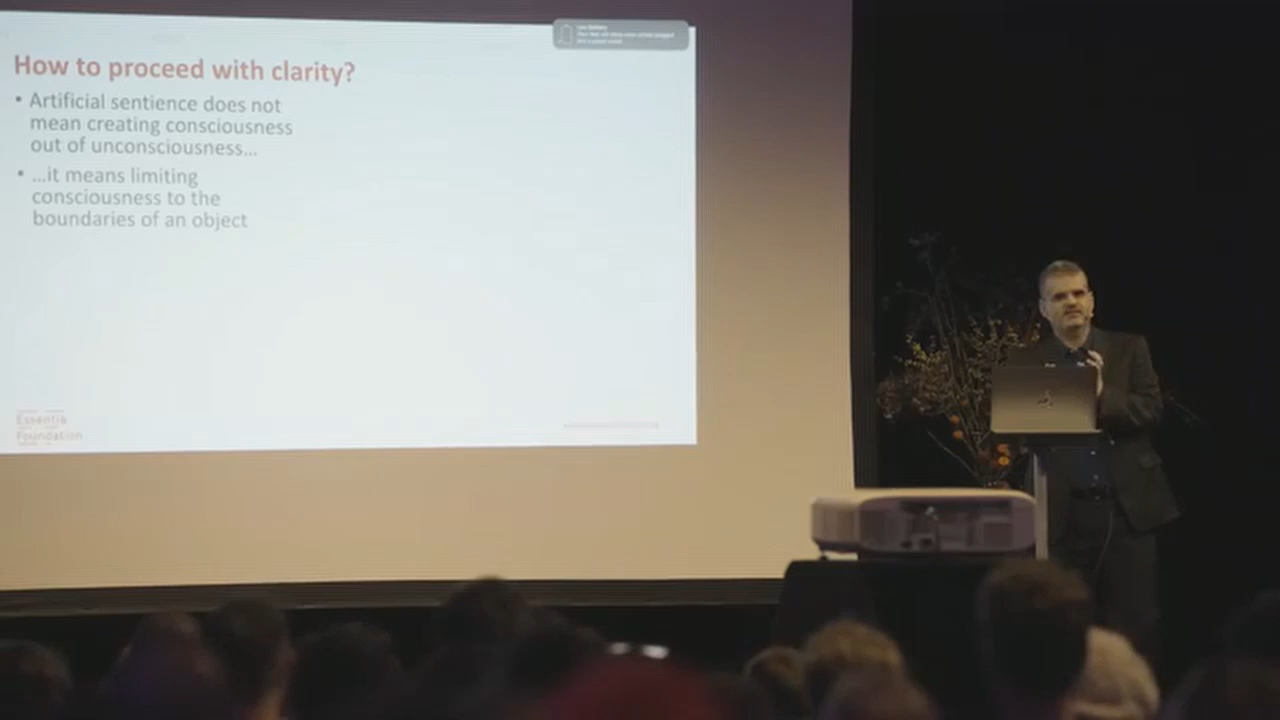 How to proceed with clarity?
• Artificial sentience does not
mean creating consciousness
out of unconsciousness...
• ...it means limiting
consciousness to the
boundaries of an object
Essentia
Foundation